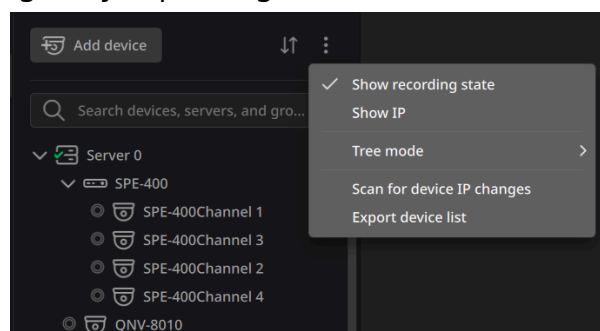 Add device
Show recording state
Search devices, servers, and gro...
Show IP
Server 0
Tree mode
SPE-400
Scan for device IP changes
SPE-400Channel 1
Export device list
SPE-400Channel 3
SPE-400Channel 2
SPE-400Channel 4
QNV-8010